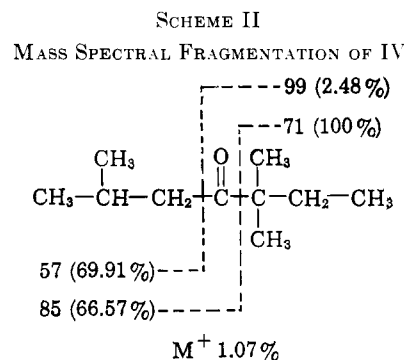 SCHEME II
MASS SPECTRAL FRAGMENTATION OF IV
99 (2.48%)
71 (100%)
CH₃ O CH₃
CH₃—CH—CH₂—C—C—CH₂—CH₃
CH₃
57 (69.91%)
85 (66.57%)
M⁺ 1.07%